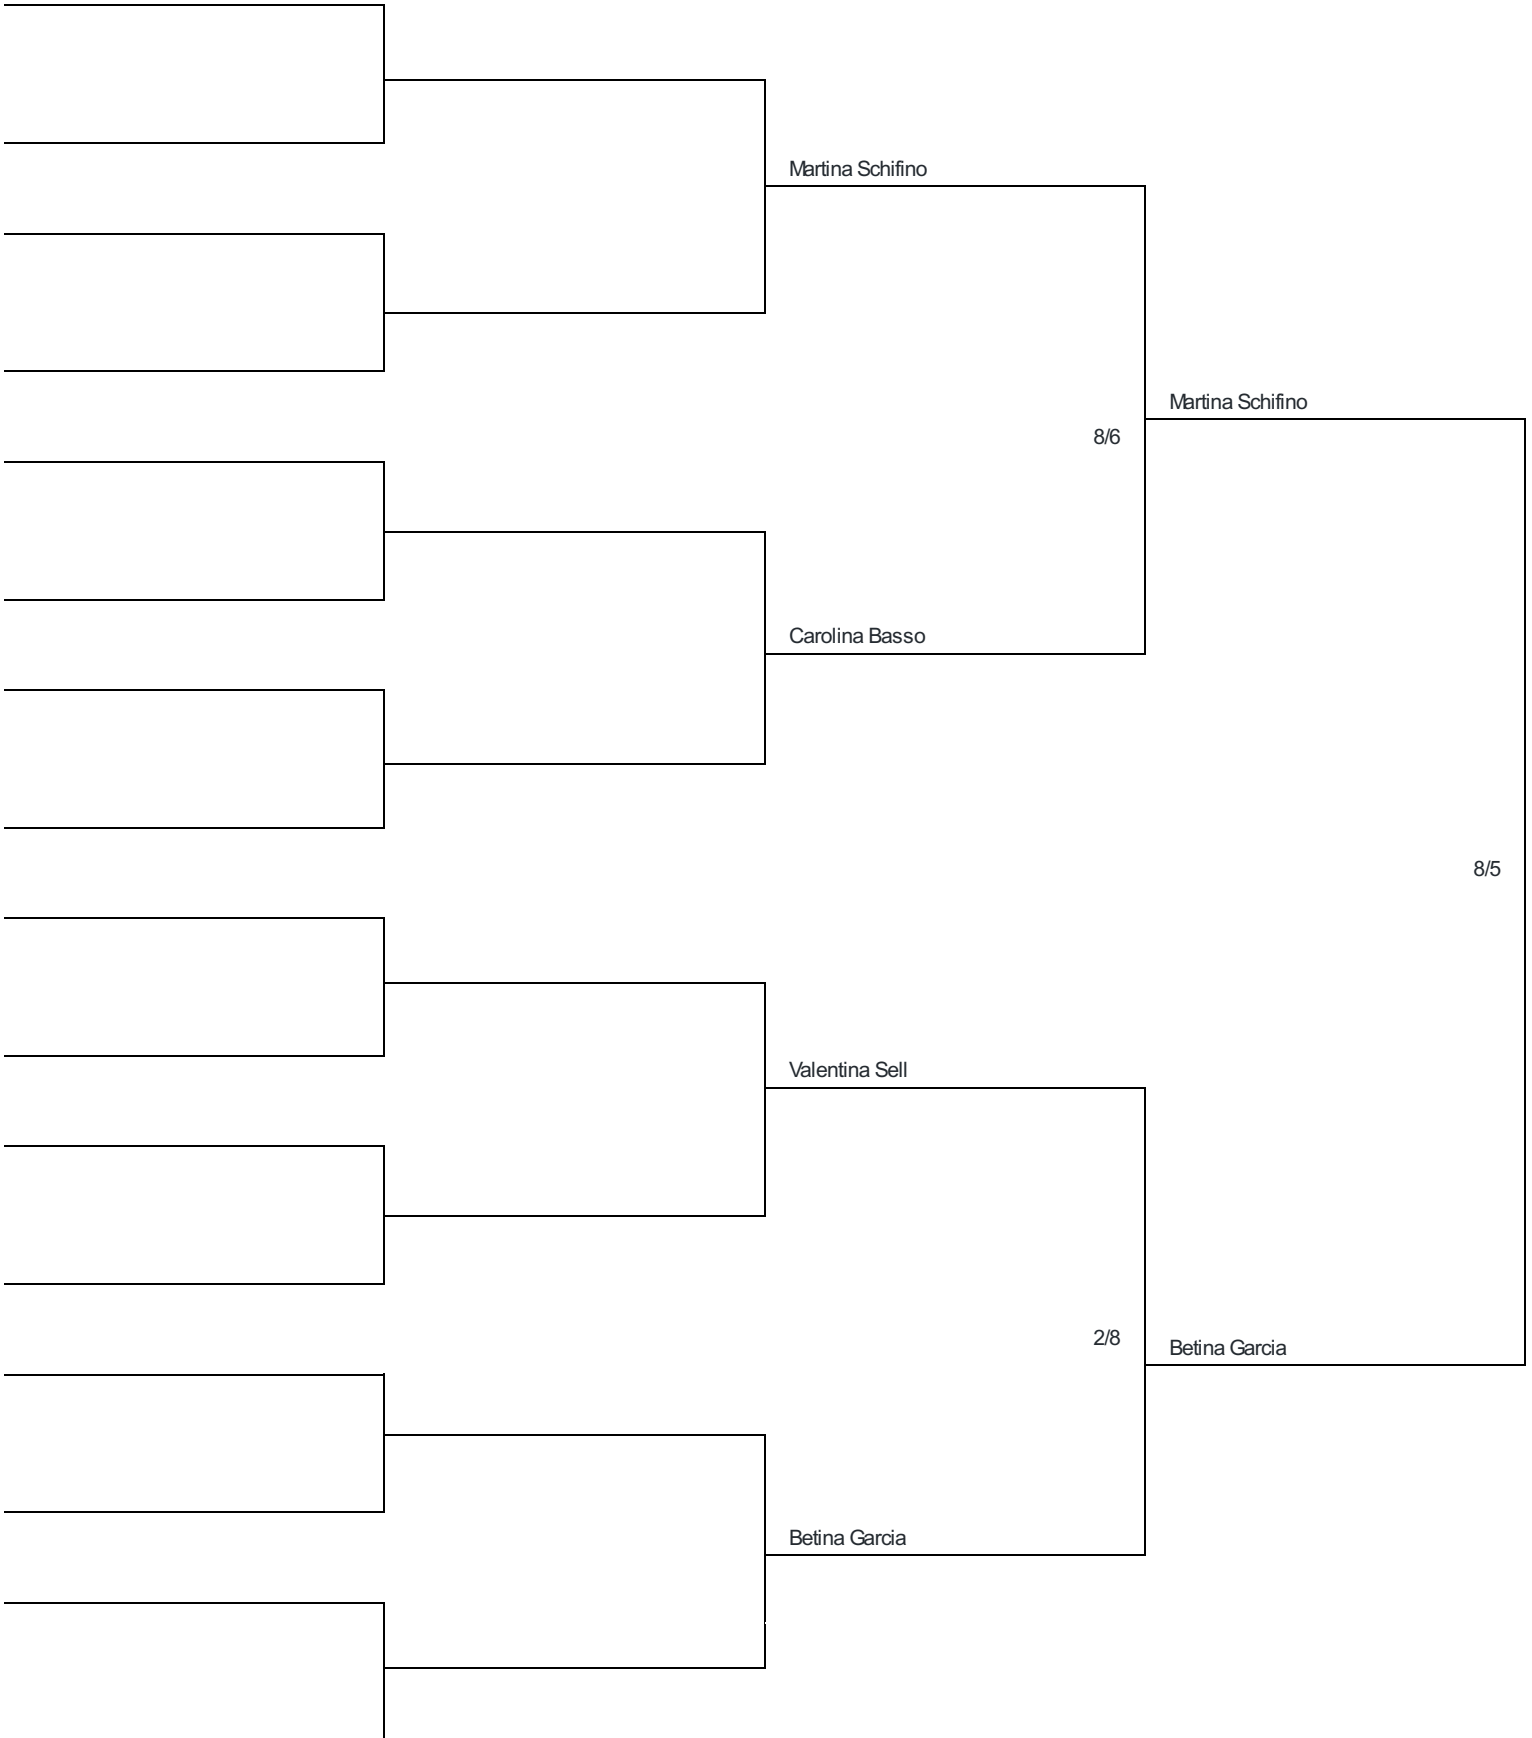 Martina Schifino
Martina Schifino
8/6
Carolina Basso
8/5
Valentina Sell
2/8
Betina Garcia
Betina Garcia